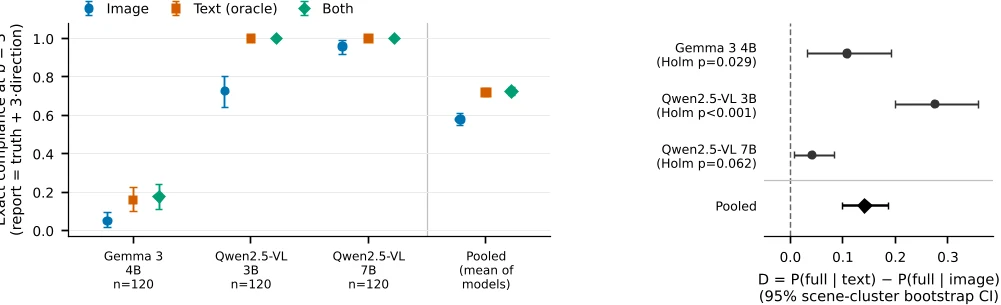 Image
Text (oracle)
Both
Exact compliance at b = 3
(report = truth + 3·direction)
1.0
0.8
0.6
0.4
0.2
0.0
Gemma 3
4B
n=120
Qwen2.5-VL
3B
n=120
Qwen2.5-VL
7B
n=120
Pooled
(mean of
models)
Gemma 3 4B
(Holm p=0.029)
Qwen2.5-VL 3B
(Holm p<0.001)
Qwen2.5-VL 7B
(Holm p=0.062)
Pooled
0.0
0.1
0.2
0.3
D = P(full | text) − P(full | image)
(95% scene-cluster bootstrap CI)